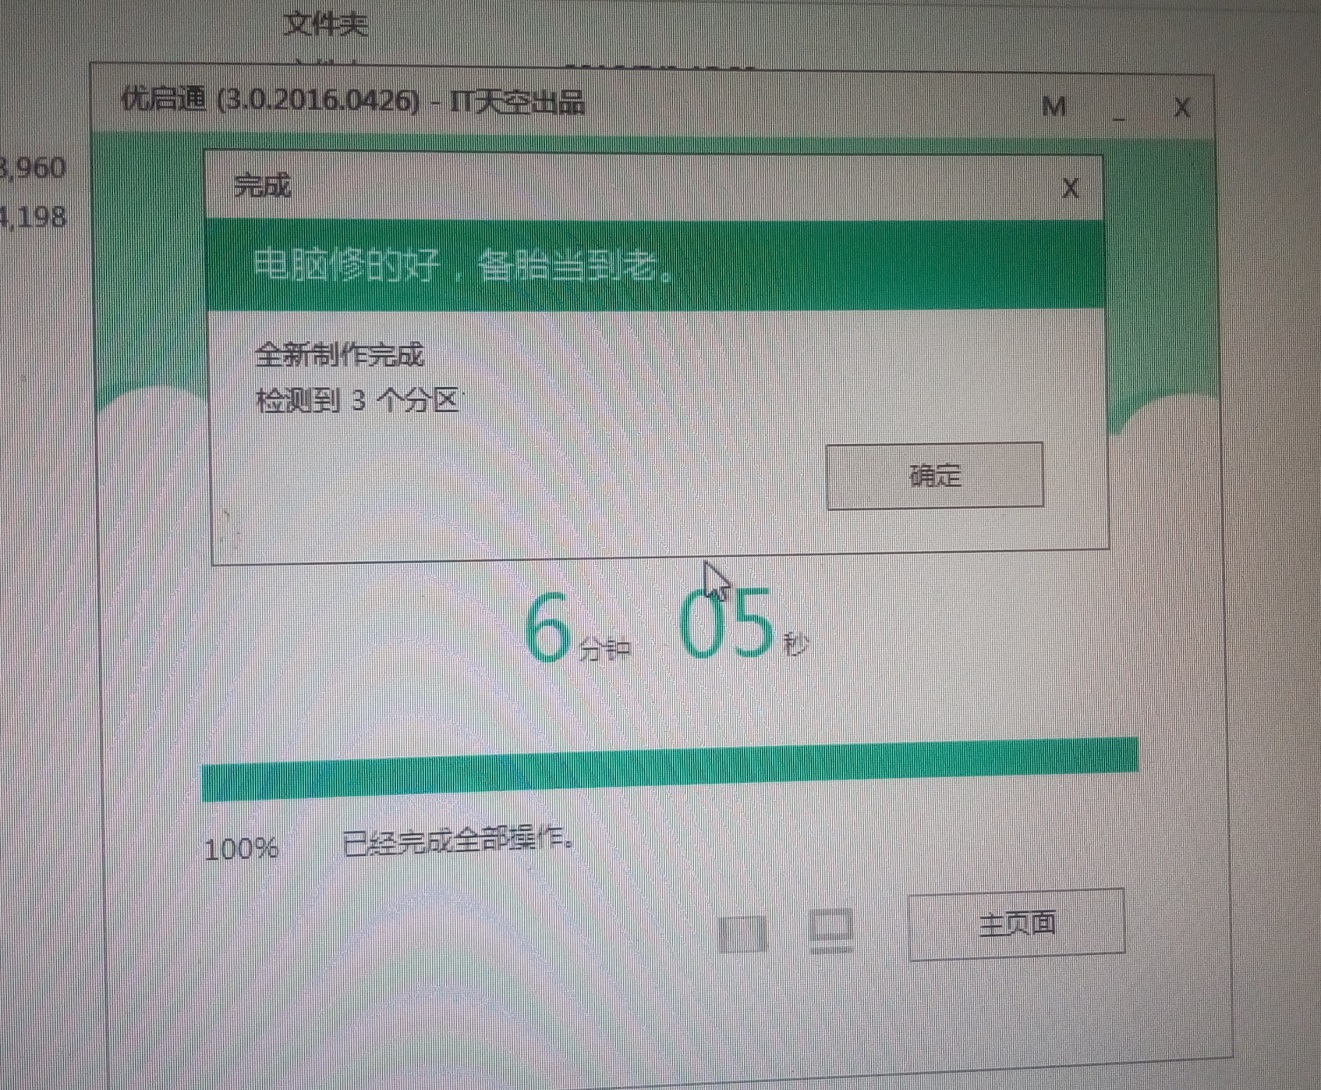 文件夹
优启通 (3.0.2016.0426) - IT天空出品
M _ X
3,960
4,198
完成
X
电脑修的好，备胎当到老。
全新制作完成
检测到 3 个分区
确定
6 分钟 05 秒
100% 已经完成全部操作。
主页面